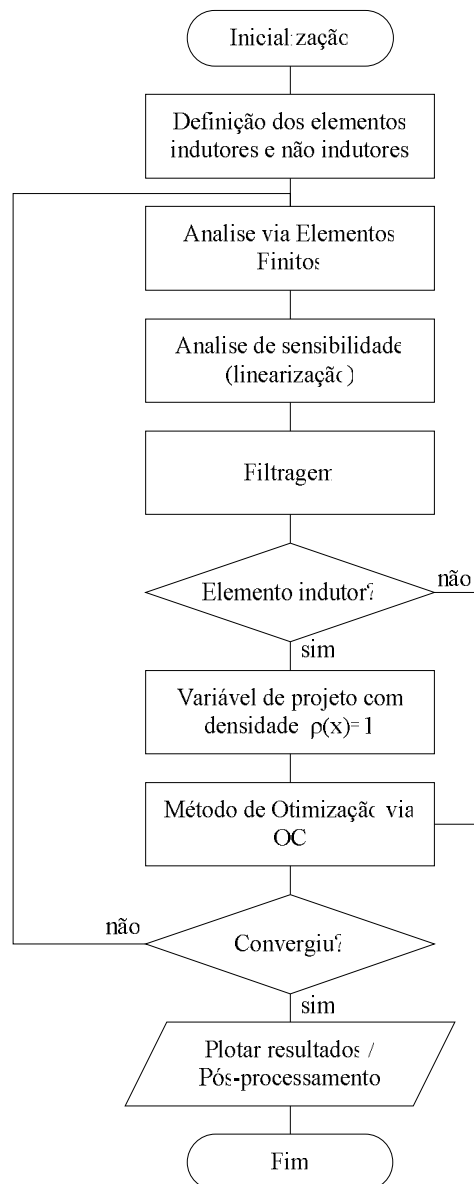 Inicialização
Definição dos elementos
indutores e não indutores
Analise via Elementos
Finitos
Analise de sensibilidade
(linearização)
Filtragem
Elemento indutor?
não
sim
Variável de projeto com
densidade ρ(x)=1
Método de Otimização via
OC
não
Convergiu?
sim
Plotar resultados /
Pós-processamento
Fim